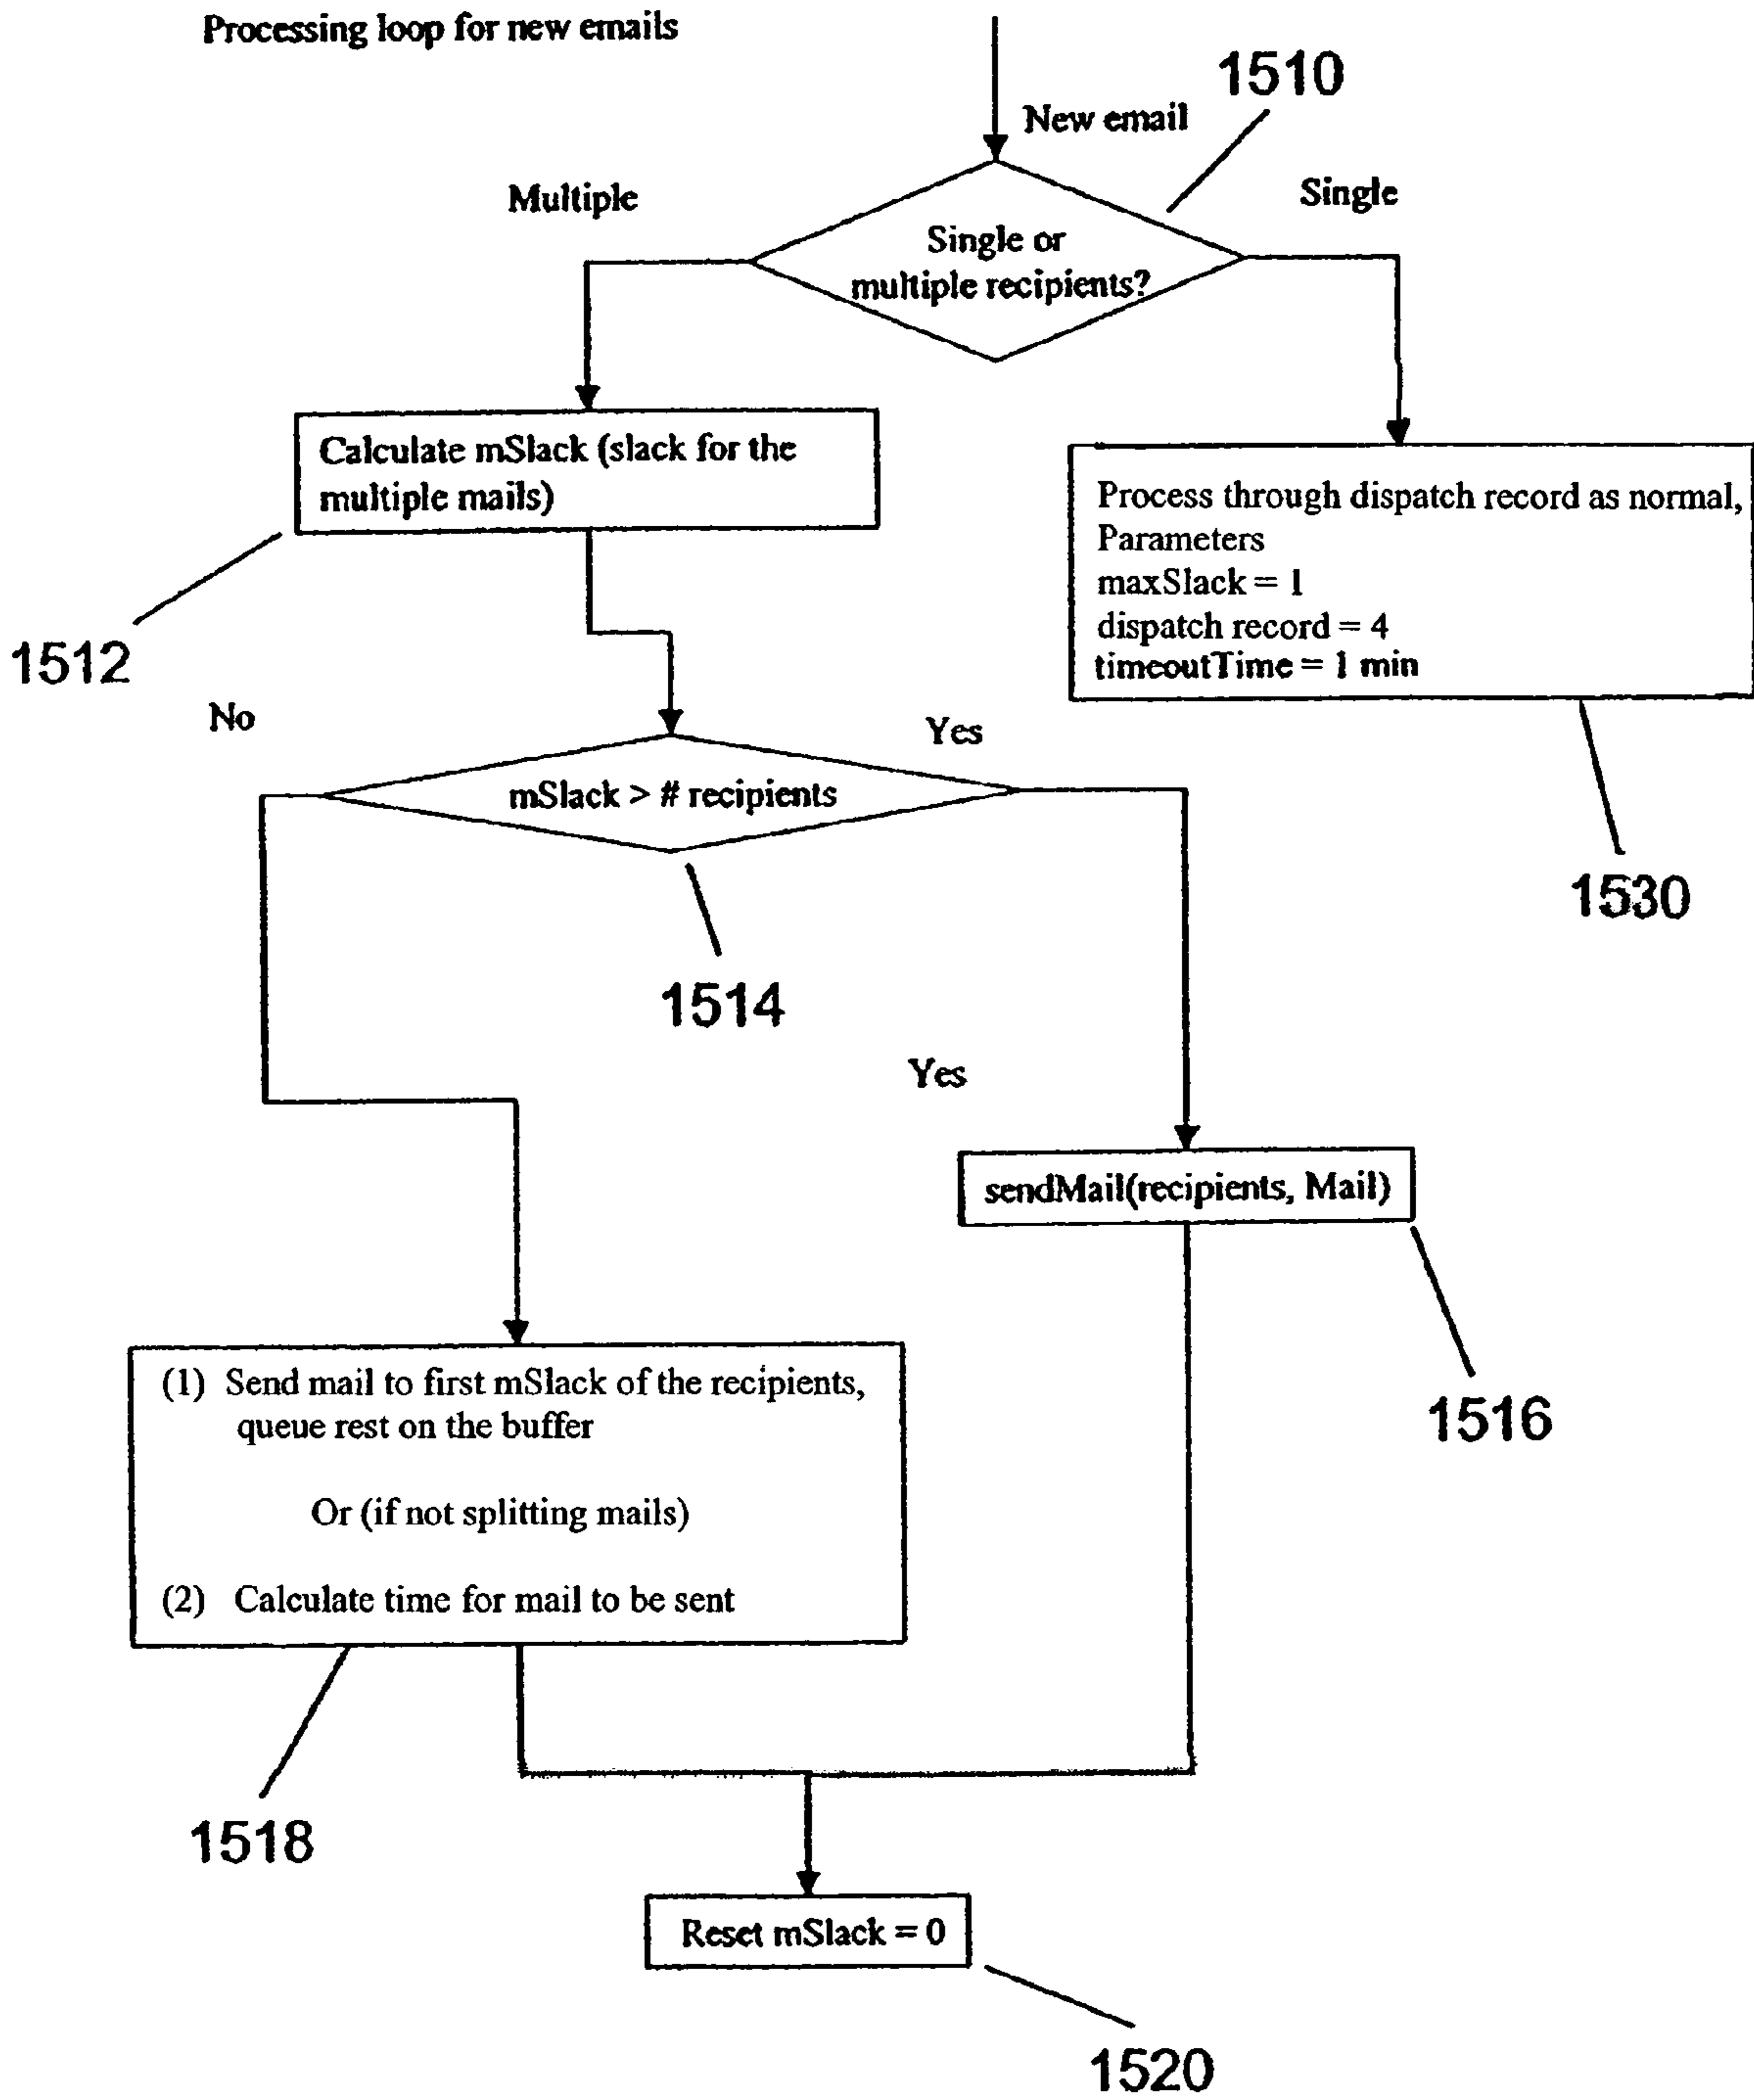 Processing loop for new emails
1510
New email
Multiple
Single
Single or
multiple recipients?
Calculate mSlack (slack for the
multiple mails)
Process through dispatch record as normal,
Parameters
maxSlack = 1
dispatch record = 4
timeoutTime = 1 min
1512
No
Yes
mSlack > # recipients
1530
1514
Yes
sendMail(recipients, Mail)
(1) Send mail to first mSlack of the recipients,
queue rest on the buffer
1516
Or (if not splitting mails)
(2) Calculate time for mail to be sent
1518
Reset mSlack = 0
1520